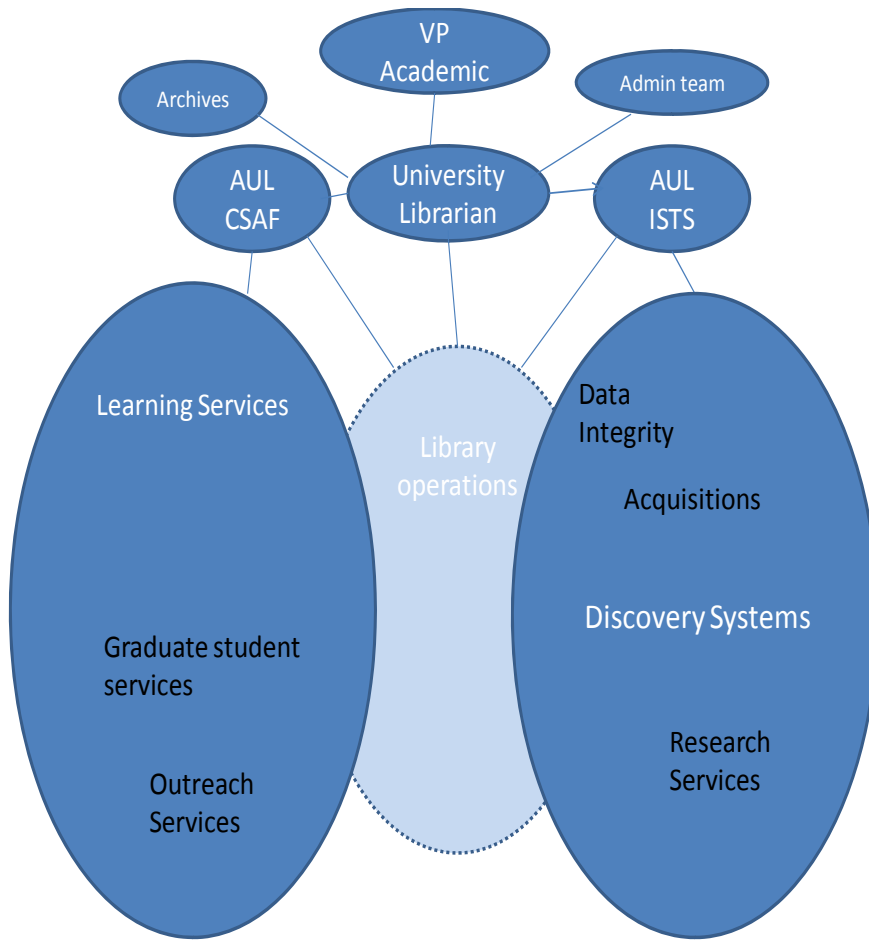 VP
Academic
Archives
Admin team
AUL
CSAF
University
Librarian
AUL
ISTS
Learning Services
Graduate student
services
Outreach
Services
Library
operations
Data
Integrity
Acquisitions
Discovery Systems
Research
Services